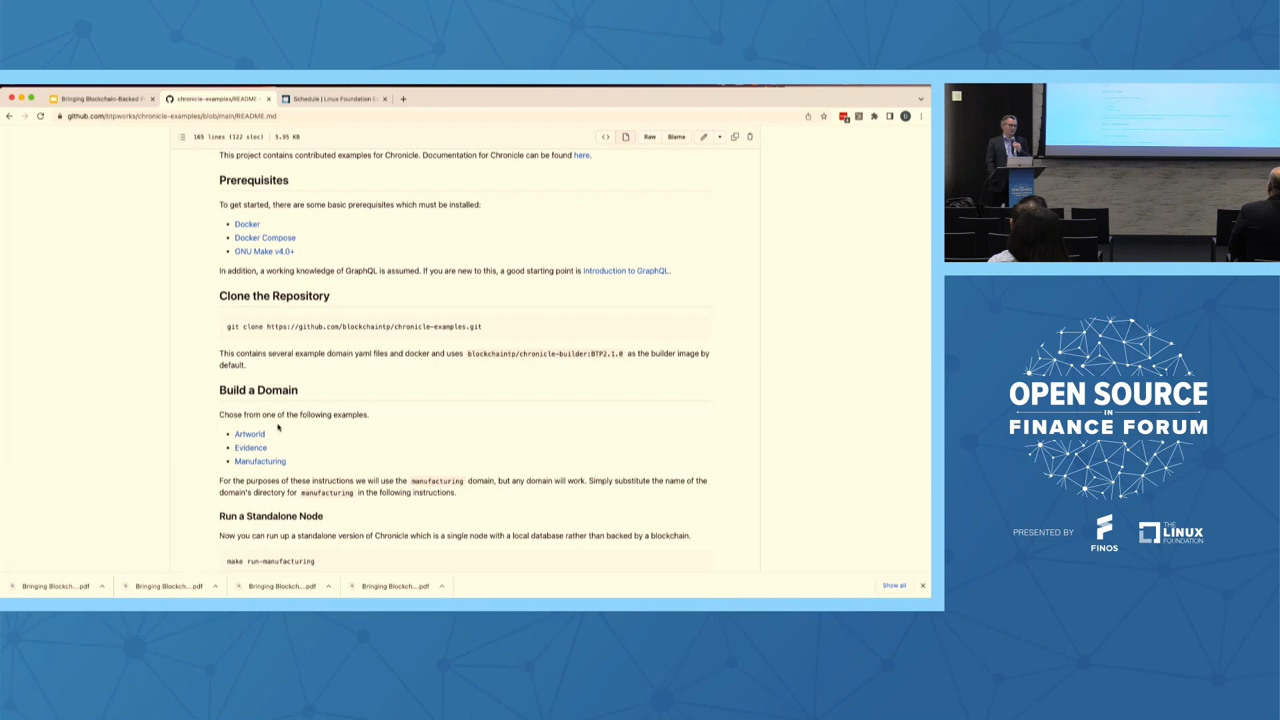 Bringing Blockchain-Backed P
chronicle-examples/README
Schedule | Linux Foundation E
github.com/btpworks/chronicle-examples/blob/main/README.md
165 lines (122 sloc) | 5.95 KB
Raw
Blame
This project contains contributed examples for Chronicle. Documentation for Chronicle can be found here.
Prerequisites
To get started, there are some basic prerequisites which must be installed:
Docker
Docker Compose
GNU Make v4.0+
In addition, a working knowledge of GraphQL is assumed. If you are new to this, a good starting point is Introduction to GraphQL.
Clone the Repository
git clone https://github.com/blockchaintp/chronicle-examples.git
This contains several example domain yaml files and docker and uses blockchaintp/chronicle-builder:BTP2.1.0 as the builder image by
default.
Build a Domain
Chose from one of the following examples.
Artworld
Evidence
Manufacturing
For the purposes of these instructions we will use the manufacturing domain, but any domain will work. Simply substitute the name of the
domain's directory for manufacturing in the following instructions.
Run a Standalone Node
Now you can run up a standalone version of Chronicle which is a single node with a local database rather than backed by a blockchain.
make run-manufacturing
Bringing Blockch....pdf
Bringing Blockch....pdf
Bringing Blockch....pdf
Bringing Blockch....pdf
Show all
OPEN SOURCE
IN
FINANCE FORUM
PRESENTED BY
FINOS
THE
LINUX
FOUNDATION